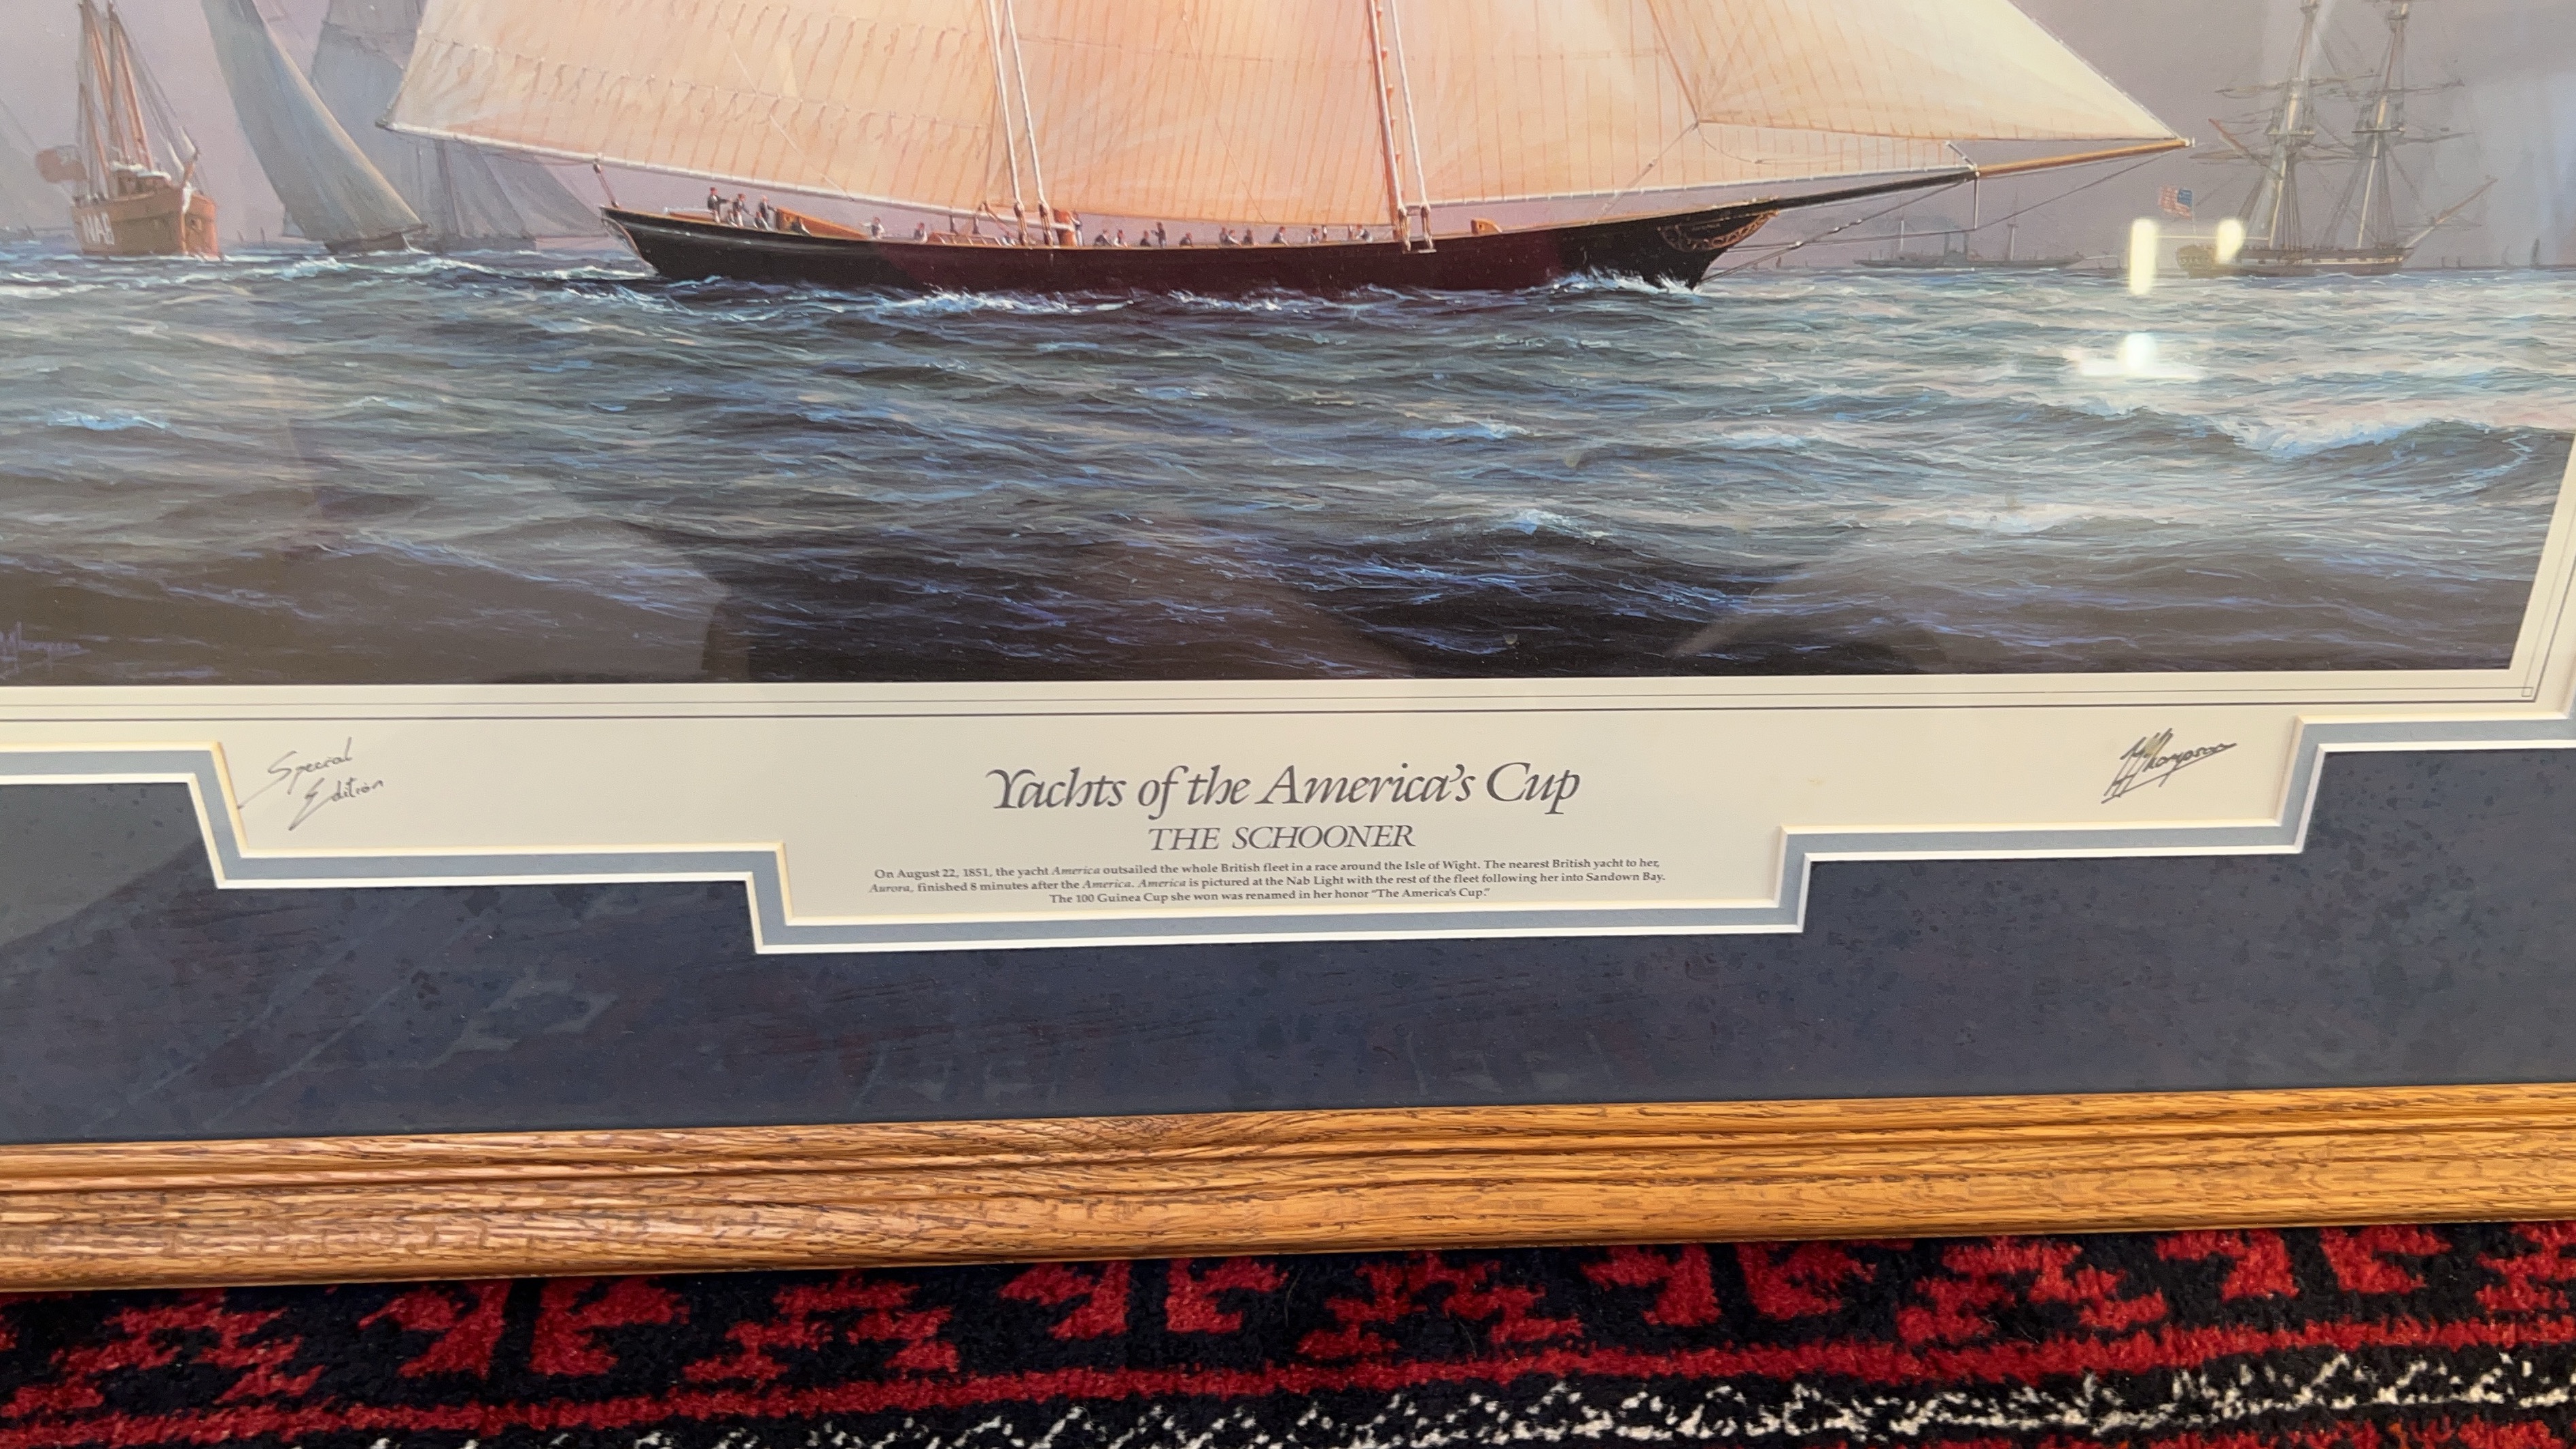 NAB
Thompson
Special
Edition
Yachts of the America's Cup
THE SCHOONER
On August 22, 1851, the yacht America outsailed the whole British fleet in a race around the Isle of Wight. The nearest British yacht to her,
Aurora, finished 8 minutes after the America. America is pictured at the Nab Light with the rest of the fleet following her into Sandown Bay.
The 100 Guinea Cup she won was renamed in her honor "The America's Cup."
Thompson